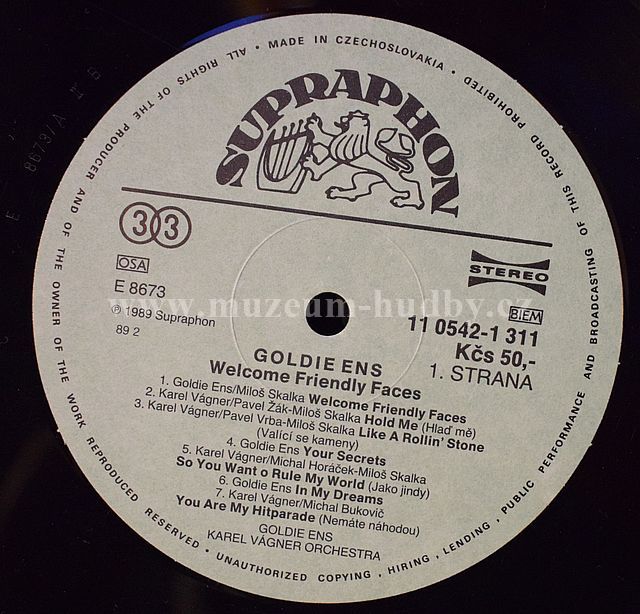 ALL RIGHTS OF THE PRODUCER AND OF THE OWNER OF THE WORK REPRODUCED RESERVED • UNAUTHORIZED COPYING, HIRING, LENDING, PUBLIC PERFORMANCE AND BROADCASTING OF THIS RECORD PROHIBITED • MADE IN CZECHOSLOVAKIA •
SUPRAPHON
33
OSA
STEREO
E 8673
BIEM
www.muzeum-hudby.cz
℗ 1989 Supraphon
11 0542-1 311
89 2
Kčs 50,-
1. STRANA
GOLDIE ENS
Welcome Friendly Faces
1. Goldie Ens/Miloš Skalka Welcome Friendly Faces
2. Karel Vágner/Pavel Žák-Miloš Skalka Hold Me (Hlaď mě)
3. Karel Vágner/Pavel Vrba-Miloš Skalka Like A Rollin' Stone
(Valící se kameny)
4. Goldie Ens Your Secrets
5. Karel Vágner/Michal Horáček-Miloš Skalka
So You Want o Rule My World (Jako jindy)
6. Goldie Ens In My Dreams
7. Karel Vágner/Michal Bukovič
You Are My Hitparade (Nemáte náhodou)
GOLDIE ENS
KAREL VÁGNER ORCHESTRA
E 8673/A